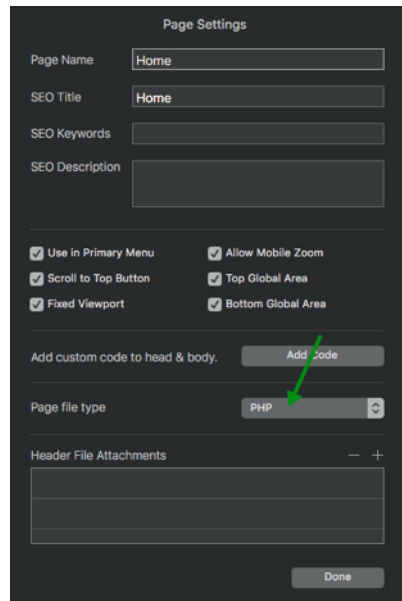 Page Settings
Page Name Home
SEO Title Home
SEO Keywords
SEO Description
Use in Primary Menu Allow Mobile Zoom
Scroll to Top Button Top Global Area
Fixed Viewport Bottom Global Area
Add custom code to head & body. Add Code
Page file type PHP
Header File Attachments − +
Done